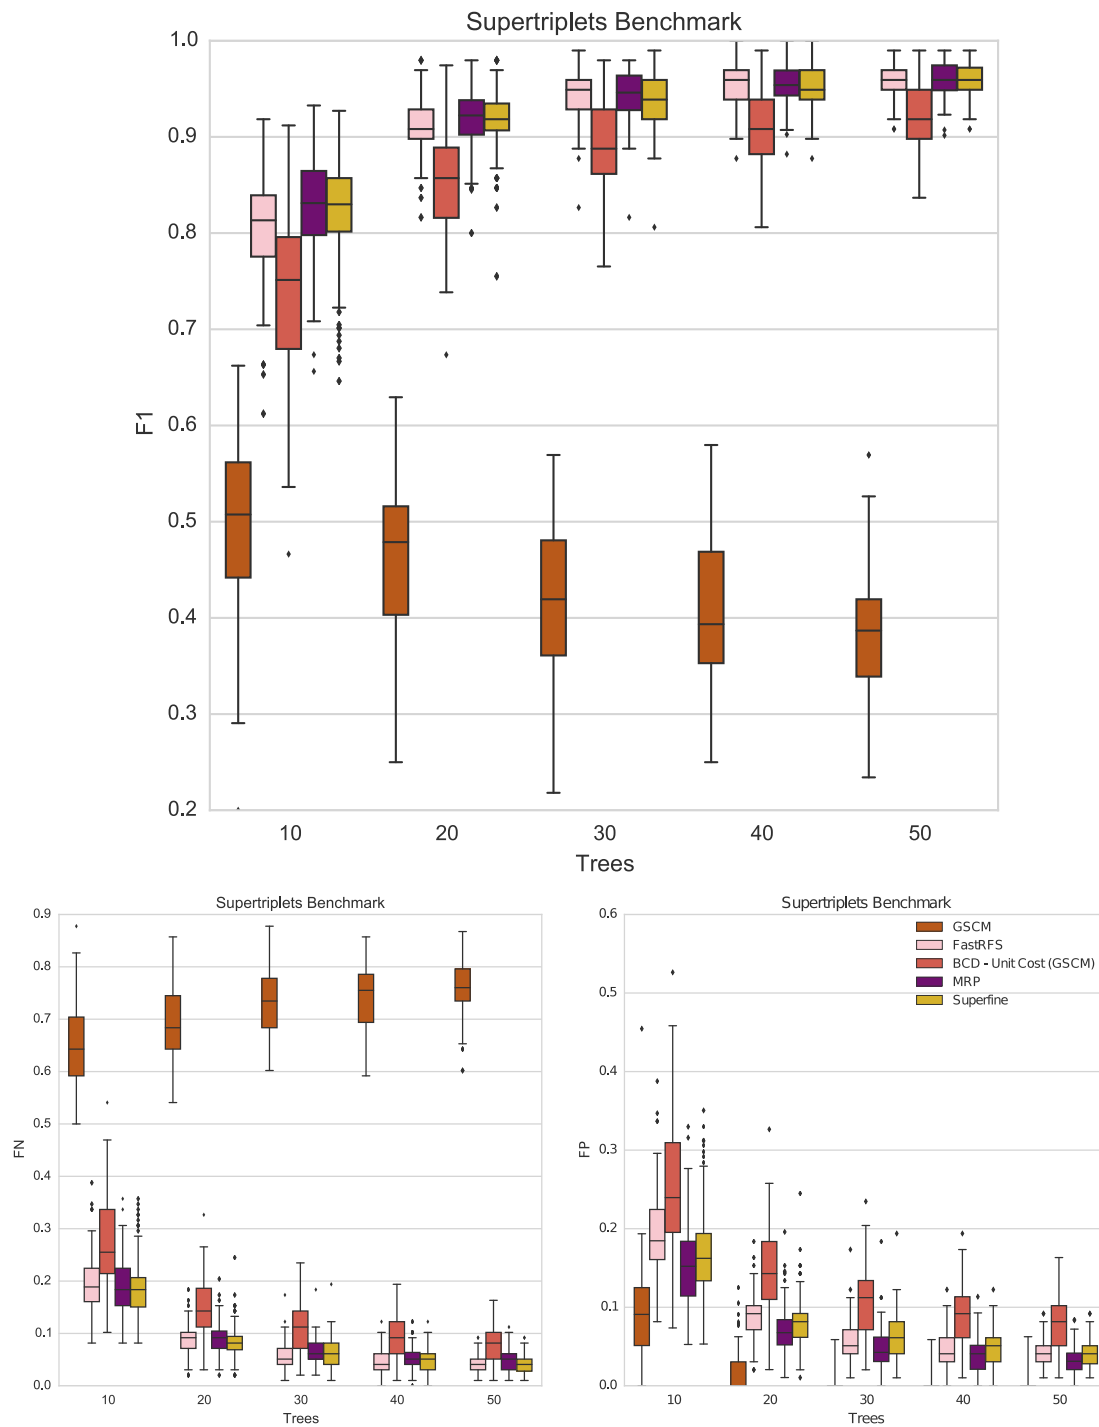 Supertriplets Benchmark
1.0
0.9
0.8
0.7
0.6
0.5
0.4
0.3
0.2
F1
10 20 30 40 50
Trees
Supertriplets Benchmark
0.9
0.8
0.7
0.6
0.5
0.4
0.3
0.2
0.1
0.0
FN
10 20 30 40 50
Trees
Supertriplets Benchmark
0.6
0.5
0.4
0.3
0.2
0.1
0.0
FP
GSCM
FastRFS
BCD - Unit Cost (GSCM)
MRP
Superfine
10 20 30 40 50
Trees